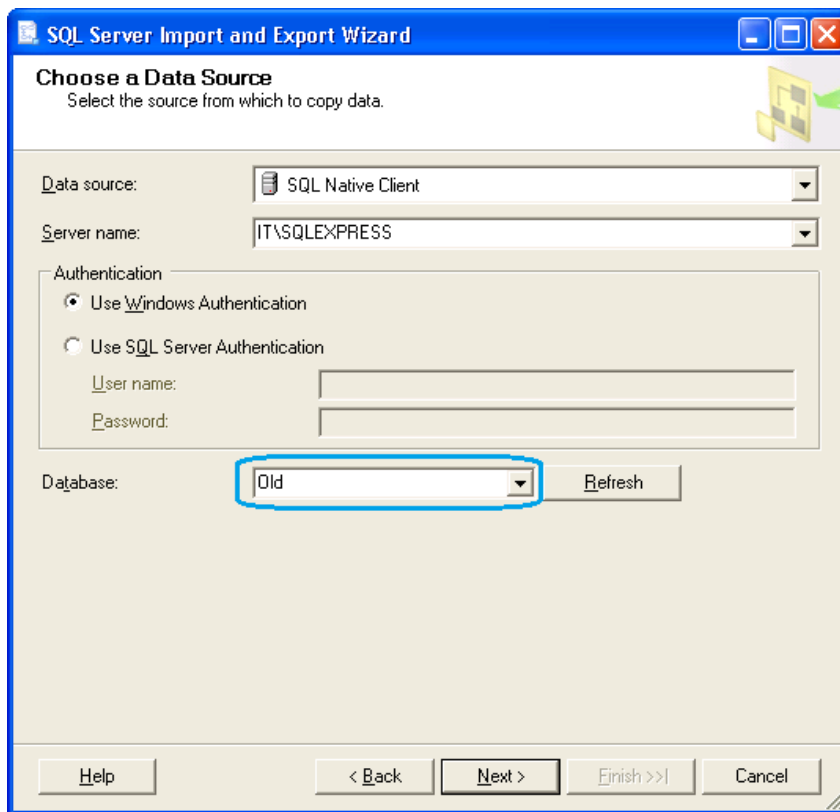 SQL Server Import and Export Wizard
Choose a Data Source
Select the source from which to copy data.
Data source: SQL Native Client
Server name: IT\SQLEXPRESS
Authentication
Use Windows Authentication
Use SQL Server Authentication
User name:
Password:
Database: Old Refresh
Help < Back Next > Finish >>| Cancel